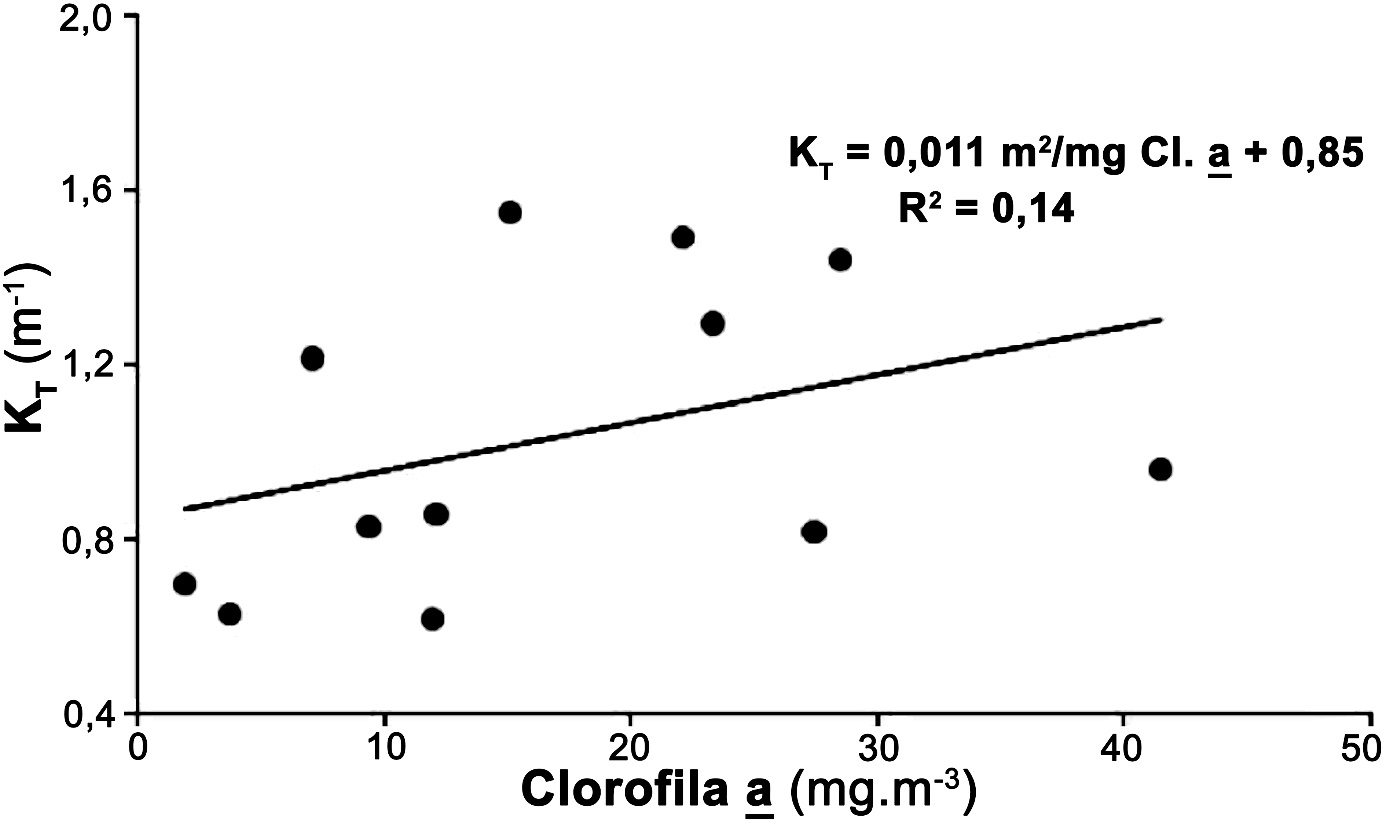 2,0
K_T = 0,011 m²/mg Cl. a + 0,85
1,6
R² = 0,14
K_T (m⁻¹)
1,2
0,8
0,4
0 10 20 30 40 50
Clorofila a (mg.m⁻³)